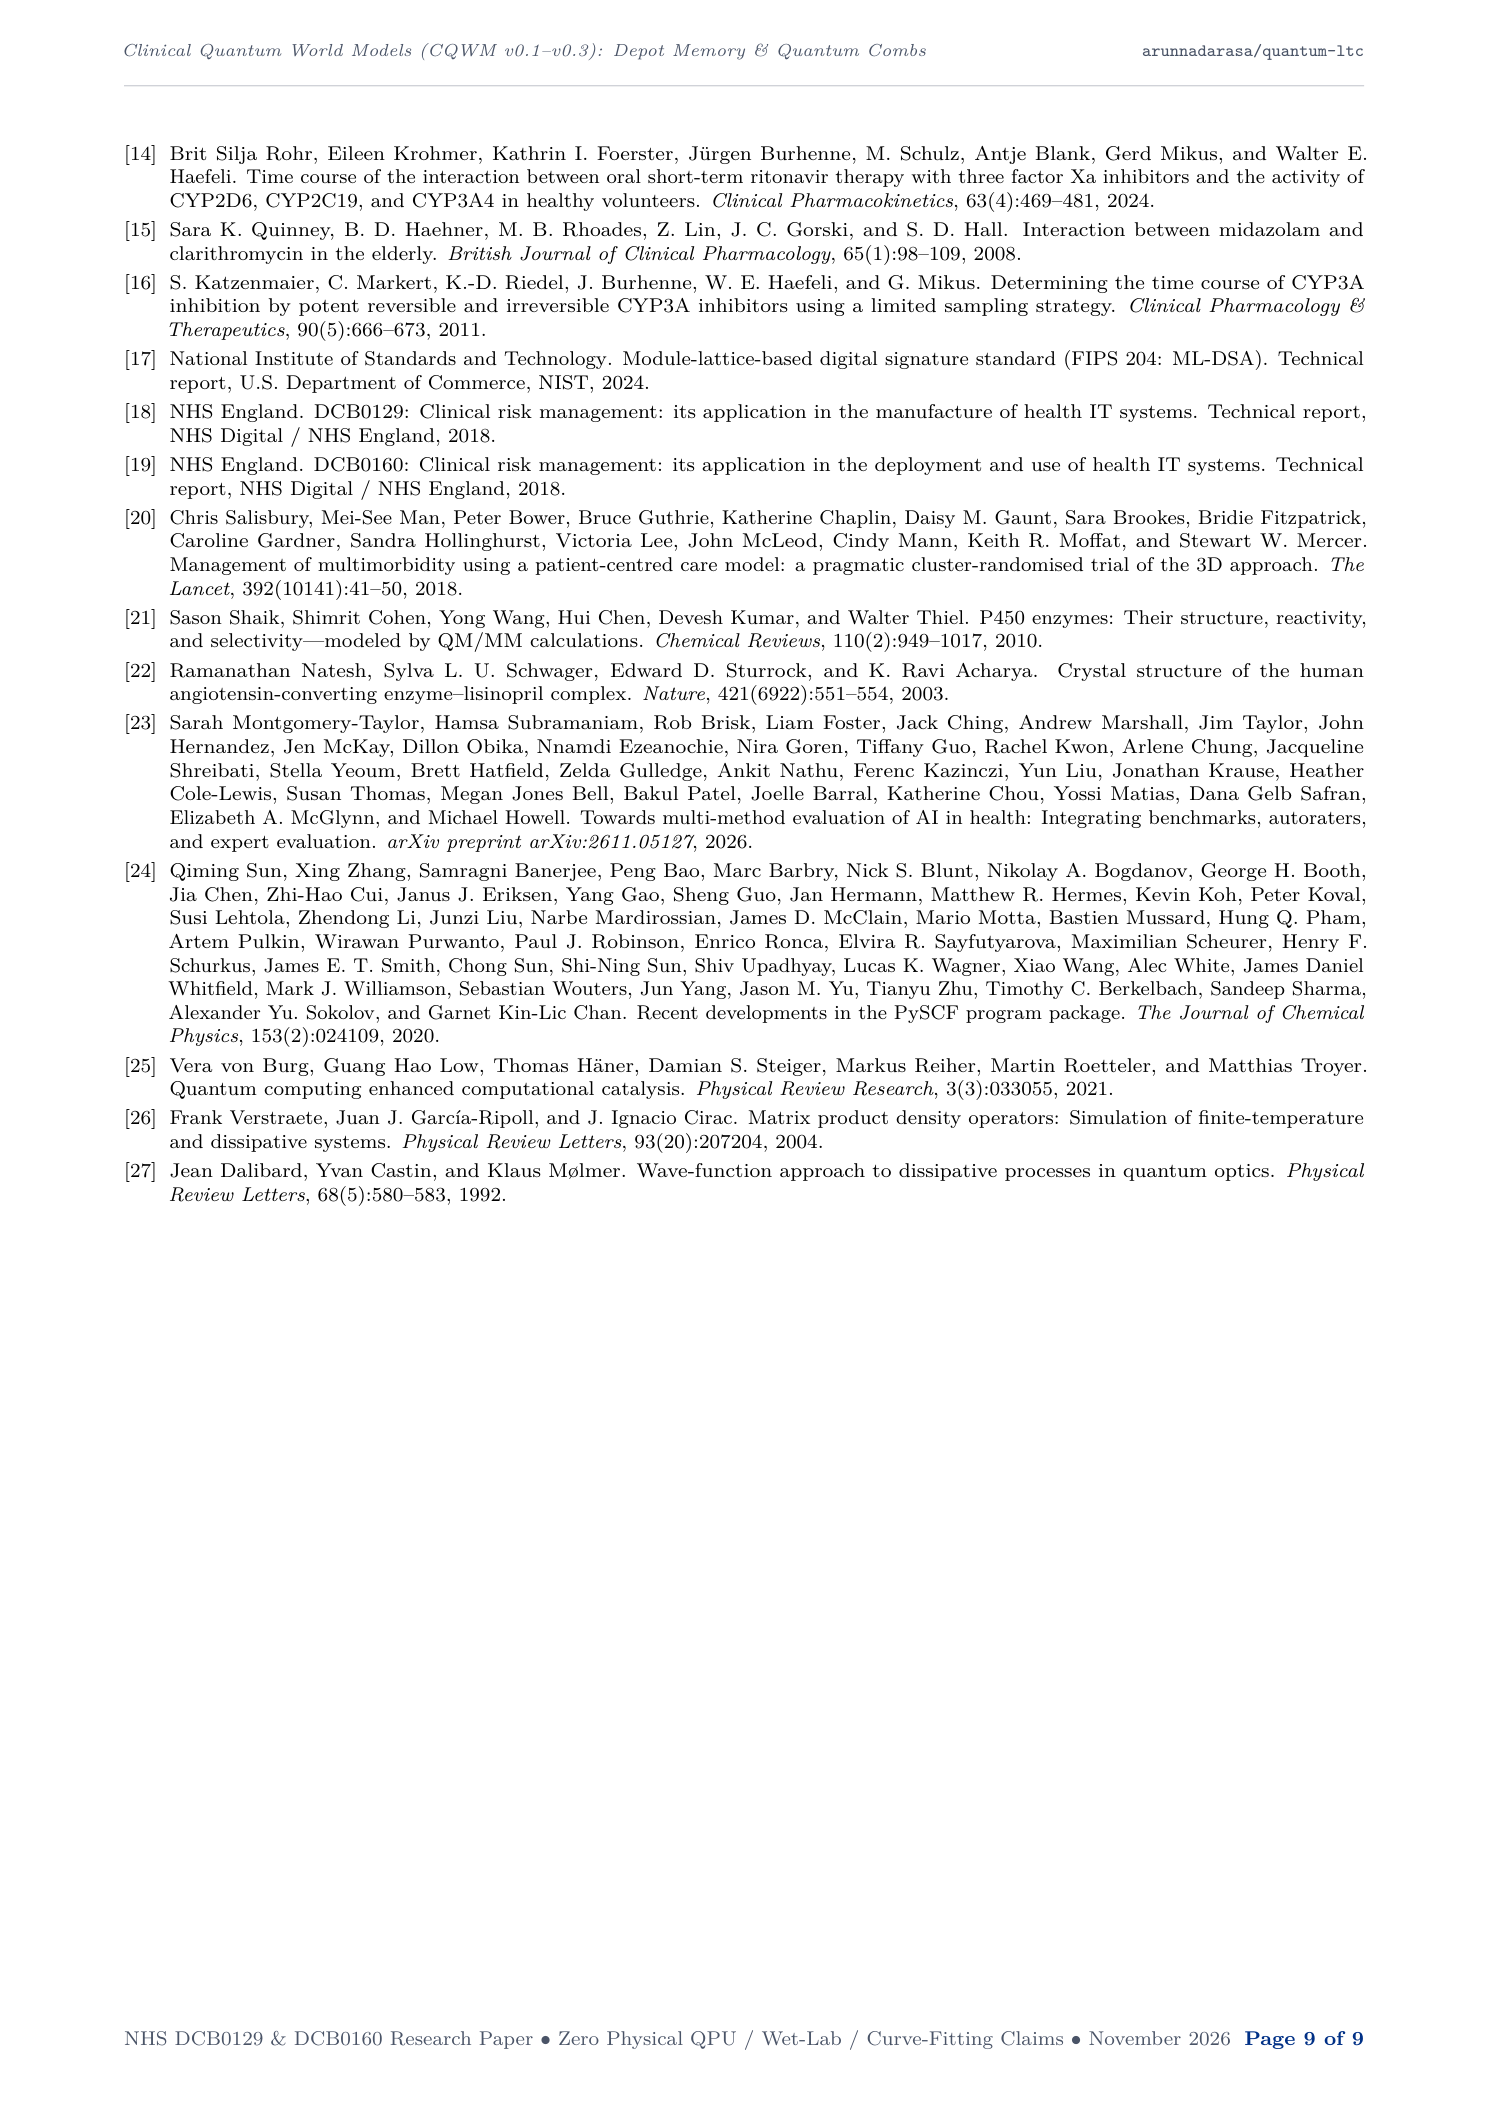 Clinical Quantum World Models (CQWM v0.1–v0.3): Depot Memory & Quantum Combs arunnadarasa/quantum-ltc
[14] Brit Silja Rohr, Eileen Krohmer, Kathrin I. Foerster, Jürgen Burhenne, M. Schulz, Antje Blank, Gerd Mikus, and Walter E.
Haefeli. Time course of the interaction between oral short-term ritonavir therapy with three factor Xa inhibitors and the activity of
CYP2D6, CYP2C19, and CYP3A4 in healthy volunteers. Clinical Pharmacokinetics, 63(4):469–481, 2024.
[15] Sara K. Quinney, B. D. Haehner, M. B. Rhoades, Z. Lin, J. C. Gorski, and S. D. Hall. Interaction between midazolam and
clarithromycin in the elderly. British Journal of Clinical Pharmacology, 65(1):98–109, 2008.
[16] S. Katzenmaier, C. Markert, K.-D. Riedel, J. Burhenne, W. E. Haefeli, and G. Mikus. Determining the time course of CYP3A
inhibition by potent reversible and irreversible CYP3A inhibitors using a limited sampling strategy. Clinical Pharmacology &
Therapeutics, 90(5):666–673, 2011.
[17] National Institute of Standards and Technology. Module-lattice-based digital signature standard (FIPS 204: ML-DSA). Technical
report, U.S. Department of Commerce, NIST, 2024.
[18] NHS England. DCB0129: Clinical risk management: its application in the manufacture of health IT systems. Technical report,
NHS Digital / NHS England, 2018.
[19] NHS England. DCB0160: Clinical risk management: its application in the deployment and use of health IT systems. Technical
report, NHS Digital / NHS England, 2018.
[20] Chris Salisbury, Mei-See Man, Peter Bower, Bruce Guthrie, Katherine Chaplin, Daisy M. Gaunt, Sara Brookes, Bridie Fitzpatrick,
Caroline Gardner, Sandra Hollinghurst, Victoria Lee, John McLeod, Cindy Mann, Keith R. Moffat, and Stewart W. Mercer.
Management of multimorbidity using a patient-centred care model: a pragmatic cluster-randomised trial of the 3D approach. The
Lancet, 392(10141):41–50, 2018.
[21] Sason Shaik, Shimrit Cohen, Yong Wang, Hui Chen, Devesh Kumar, and Walter Thiel. P450 enzymes: Their structure, reactivity,
and selectivity—modeled by QM/MM calculations. Chemical Reviews, 110(2):949–1017, 2010.
[22] Ramanathan Natesh, Sylva L. U. Schwager, Edward D. Sturrock, and K. Ravi Acharya. Crystal structure of the human
angiotensin-converting enzyme–lisinopril complex. Nature, 421(6922):551–554, 2003.
[23] Sarah Montgomery-Taylor, Hamsa Subramaniam, Rob Brisk, Liam Foster, Jack Ching, Andrew Marshall, Jim Taylor, John
Hernandez, Jen McKay, Dillon Obika, Nnamdi Ezeanochie, Nira Goren, Tiffany Guo, Rachel Kwon, Arlene Chung, Jacqueline
Shreibati, Stella Yeoum, Brett Hatfield, Zelda Gulledge, Ankit Nathu, Ferenc Kazinczi, Yun Liu, Jonathan Krause, Heather
Cole-Lewis, Susan Thomas, Megan Jones Bell, Bakul Patel, Joelle Barral, Katherine Chou, Yossi Matias, Dana Gelb Safran,
Elizabeth A. McGlynn, and Michael Howell. Towards multi-method evaluation of AI in health: Integrating benchmarks, autoraters,
and expert evaluation. arXiv preprint arXiv:2611.05127, 2026.
[24] Qiming Sun, Xing Zhang, Samragni Banerjee, Peng Bao, Marc Barbry, Nick S. Blunt, Nikolay A. Bogdanov, George H. Booth,
Jia Chen, Zhi-Hao Cui, Janus J. Eriksen, Yang Gao, Sheng Guo, Jan Hermann, Matthew R. Hermes, Kevin Koh, Peter Koval,
Susi Lehtola, Zhendong Li, Junzi Liu, Narbe Mardirossian, James D. McClain, Mario Motta, Bastien Mussard, Hung Q. Pham,
Artem Pulkin, Wirawan Purwanto, Paul J. Robinson, Enrico Ronca, Elvira R. Sayfutyarova, Maximilian Scheurer, Henry F.
Schurkus, James E. T. Smith, Chong Sun, Shi-Ning Sun, Shiv Upadhyay, Lucas K. Wagner, Xiao Wang, Alec White, James Daniel
Whitfield, Mark J. Williamson, Sebastian Wouters, Jun Yang, Jason M. Yu, Tianyu Zhu, Timothy C. Berkelbach, Sandeep Sharma,
Alexander Yu. Sokolov, and Garnet Kin-Lic Chan. Recent developments in the PySCF program package. The Journal of Chemical
Physics, 153(2):024109, 2020.
[25] Vera von Burg, Guang Hao Low, Thomas Häner, Damian S. Steiger, Markus Reiher, Martin Roetteler, and Matthias Troyer.
Quantum computing enhanced computational catalysis. Physical Review Research, 3(3):033055, 2021.
[26] Frank Verstraete, Juan J. García-Ripoll, and J. Ignacio Cirac. Matrix product density operators: Simulation of finite-temperature
and dissipative systems. Physical Review Letters, 93(20):207204, 2004.
[27] Jean Dalibard, Yvan Castin, and Klaus Mølmer. Wave-function approach to dissipative processes in quantum optics. Physical
Review Letters, 68(5):580–583, 1992.
NHS DCB0129 & DCB0160 Research Paper • Zero Physical QPU / Wet-Lab / Curve-Fitting Claims • November 2026 Page 9 of 9